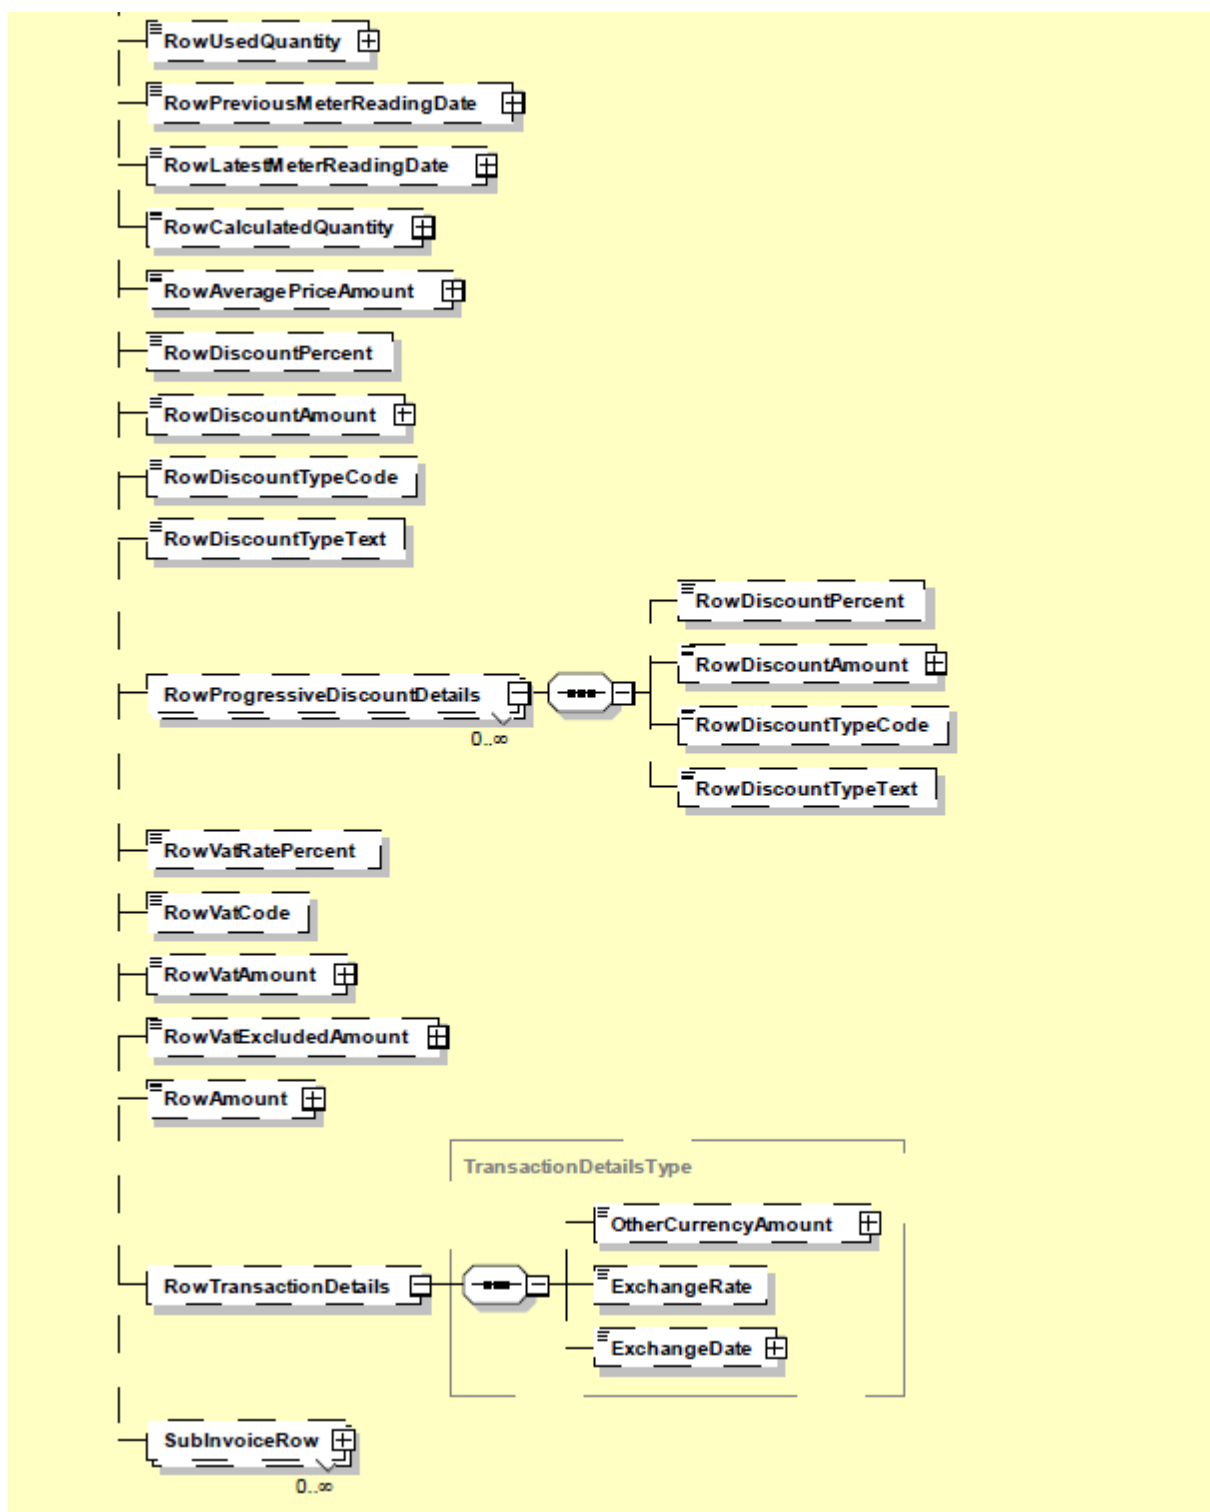 RowUsedQuantity
RowPreviousMeterReadingDate
RowLatestMeterReadingDate
RowCalculatedQuantity
RowAveragePriceAmount
RowDiscountPercent
RowDiscountAmount
RowDiscountTypeCode
RowDiscountTypeText
RowDiscountPercent
RowDiscountAmount
RowProgressiveDiscountDetails
0..∞
RowDiscountTypeCode
RowDiscountTypeText
RowVatRatePercent
RowVatCode
RowVatAmount
RowVatExcludedAmount
RowAmount
TransactionDetailsType
OtherCurrencyAmount
RowTransactionDetails
ExchangeRate
ExchangeDate
SubInvoiceRow
0..∞